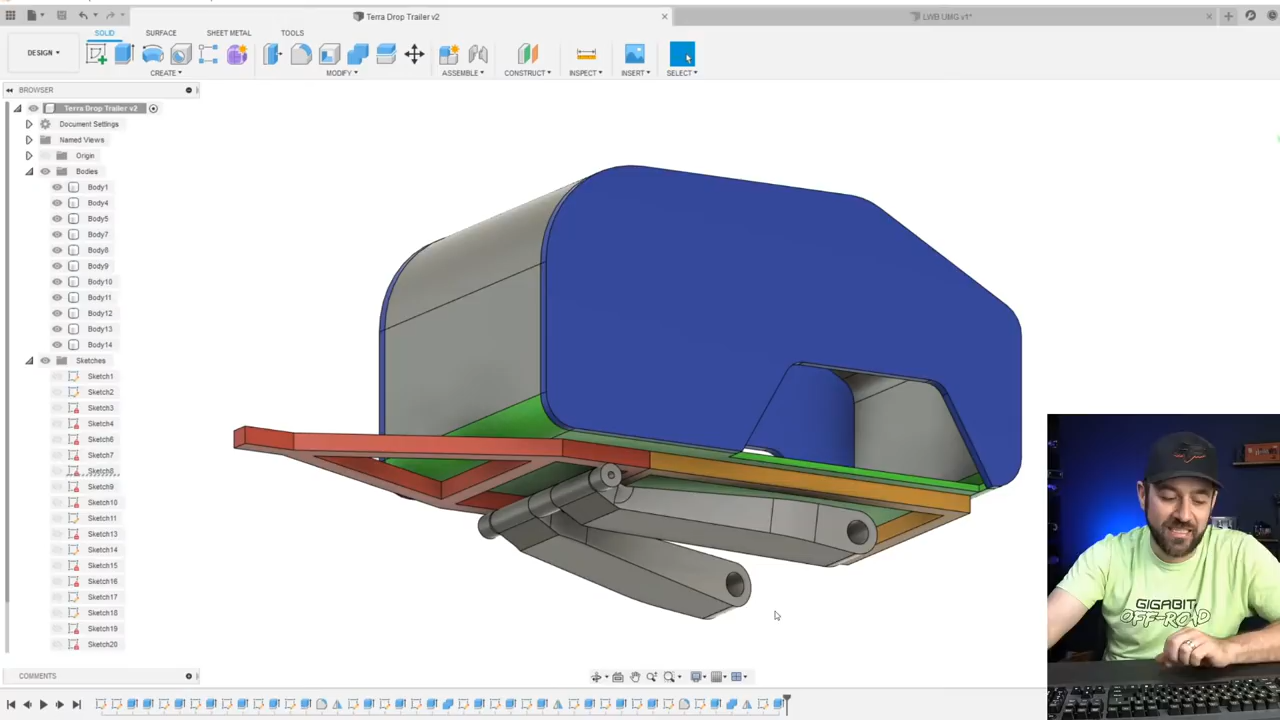 Terra Drop Trailer v2
LWB UMG v1*
SOLID SURFACE SHEET METAL TOOLS
DESIGN
CREATE MODIFY ASSEMBLE CONSTRUCT INSPECT INSERT SELECT
BROWSER
Terra Drop Trailer v2
Document Settings
Named Views
Origin
Bodies
Body1
Body4
Body5
Body7
Body8
Body9
Body10
Body11
Body12
Body13
Body14
Sketches
Sketch1
Sketch2
Sketch3
Sketch4
Sketch6
Sketch7
Sketch8
Sketch9
Sketch10
Sketch11
Sketch13
Sketch14
Sketch15
Sketch16
Sketch17
Sketch18
Sketch19
Sketch20
GIGABIT
OFF-ROAD
COMMENTS